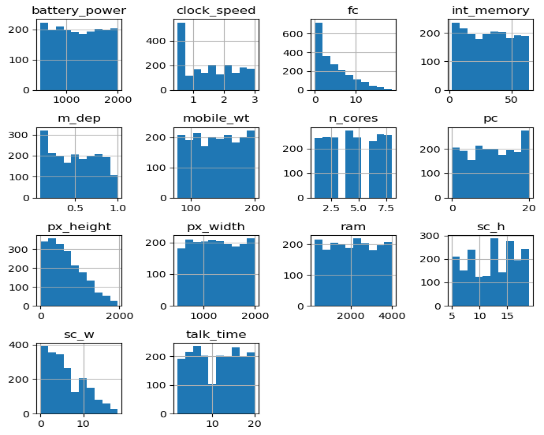 battery_power clock_speed fc int_memory
200 100 0 1000 2000
400 200 0 1 2 3
600 400 200 0 0 10
200 100 0 0 50
m_dep mobile_wt n_cores pc
300 200 100 0 0.5 1.0
200 100 0 100 200
200 100 0 2.5 5.0 7.5
200 100 0 0 10 20
px_height px_width ram sc_h
300 200 100 0 0 2000
200 100 0 1000 2000
200 100 0 2000 4000
300 200 100 0 5 10 15
sc_w talk_time
400 200 0 0 10
200 100 0 10 20